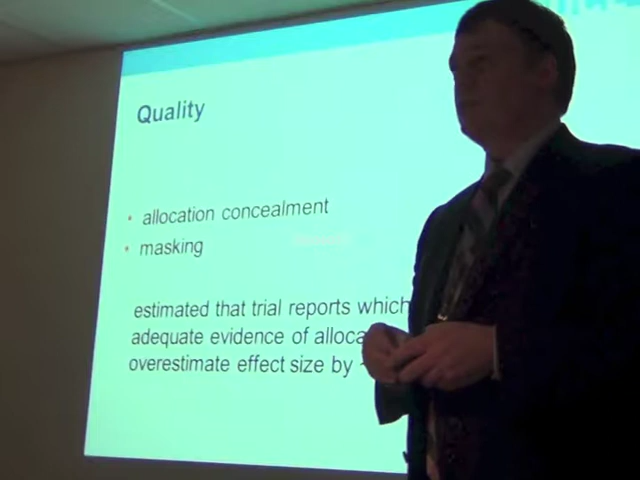 Quality
• allocation concealment
• masking
estimated that trial reports which
adequate evidence of alloca
overestimate effect size by